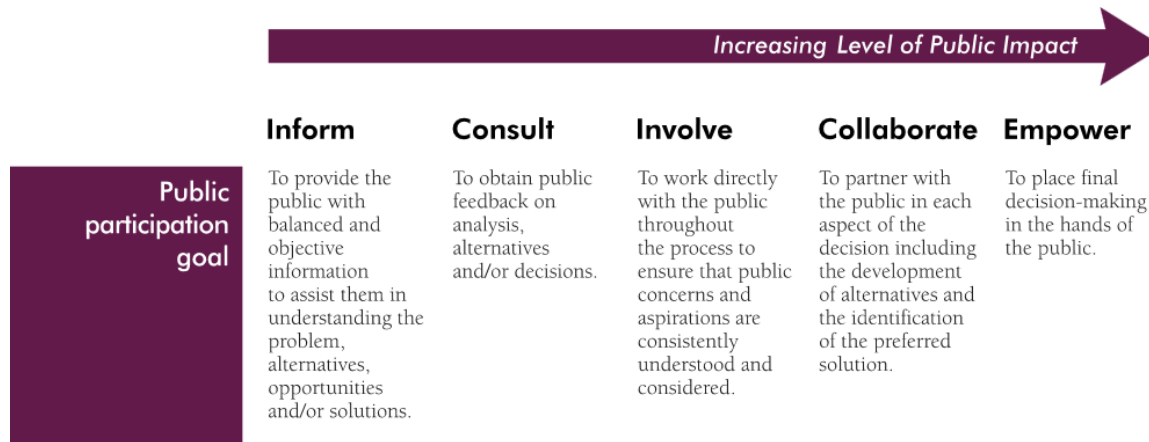 Increasing Level of Public Impact
Inform
Consult
Involve
Collaborate
Empower
Public
participation
goal
To provide the
public with
balanced and
objective
information
to assist them in
understanding the
problem,
alternatives,
opportunities
and/or solutions.
To obtain public
feedback on
analysis,
alternatives
and/or decisions.
To work directly
with the public
throughout
the process to
ensure that public
concerns and
aspirations are
consistently
understood and
considered.
To partner with
the public in each
aspect of the
decision including
the development
of alternatives and
the identification
of the preferred
solution.
To place final
decision-making
in the hands of
the public.